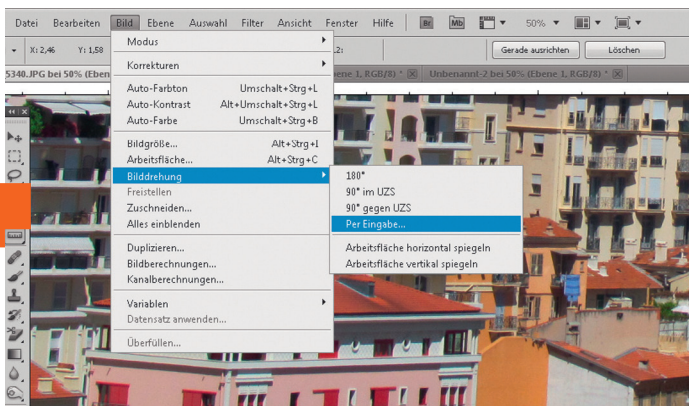 Datei Bearbeiten Bild Ebene Auswahl Filter Ansicht Fenster Hilfe Br Mb 50%
X: 2,46 Y: 1,58 .2: Gerade ausrichten Löschen
5340.JPG bei 50% (Eben ene 1, RGB/8) * Unbenannt-2 bei 50% (Ebene 1, RGB/8) *
Modus
Korrekturen
Auto-Farbton Umschalt+Strg+L
Auto-Kontrast Alt+Umschalt+Strg+L
Auto-Farbe Umschalt+Strg+B
Bildgröße... Alt+Strg+I
Arbeitsfläche... Alt+Strg+C
Bilddrehung
Freistellen
Zuschneiden...
Alles einblenden
Duplizieren...
Bildberechnungen...
Kanalberechnungen...
Variablen
Datensatz anwenden...
Überfüllen...
180°
90° im UZS
90° gegen UZS
Per Eingabe...
Arbeitsfläche horizontal spiegeln
Arbeitsfläche vertikal spiegeln